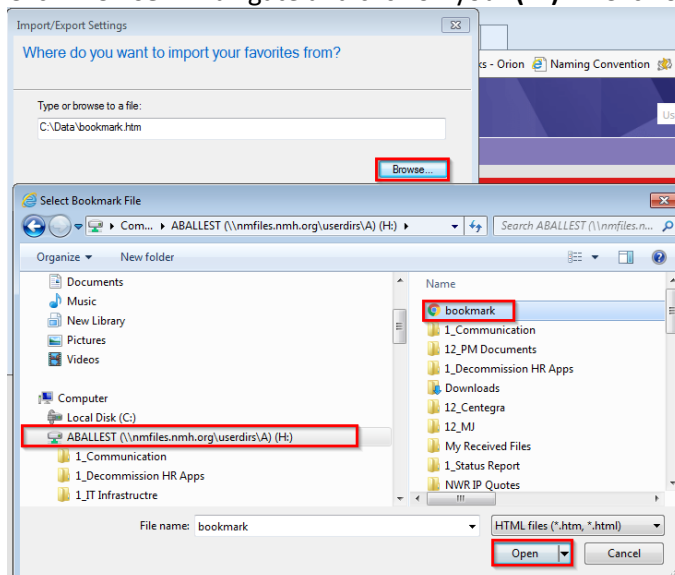 Import/Export Settings
Where do you want to import your favorites from?
ks - Orion Naming Convention
Type or browse to a file:
Us
C:\Data\bookmark.htm
Browse...
Select Bookmark File
Com... ABALLEST (\\nmfiles.nmh.org\userdirs\A) (H:)
Search ABALLEST (\\nmfiles.n...
Organize New folder
Documents
Music
New Library
Pictures
Videos
Computer
Local Disk (C:)
ABALLEST (\\nmfiles.nmh.org\userdirs\A) (H:)
1_Communication
1_Decommission HR Apps
1_IT Infrastructre
Name
bookmark
1_Communication
12_PM Documents
1_Decommission HR Apps
Downloads
12_Centegra
12_MJ
My Received Files
1_Status Report
NWR IP Quotes
File name: bookmark
HTML files (*.htm, *.html)
Open Cancel